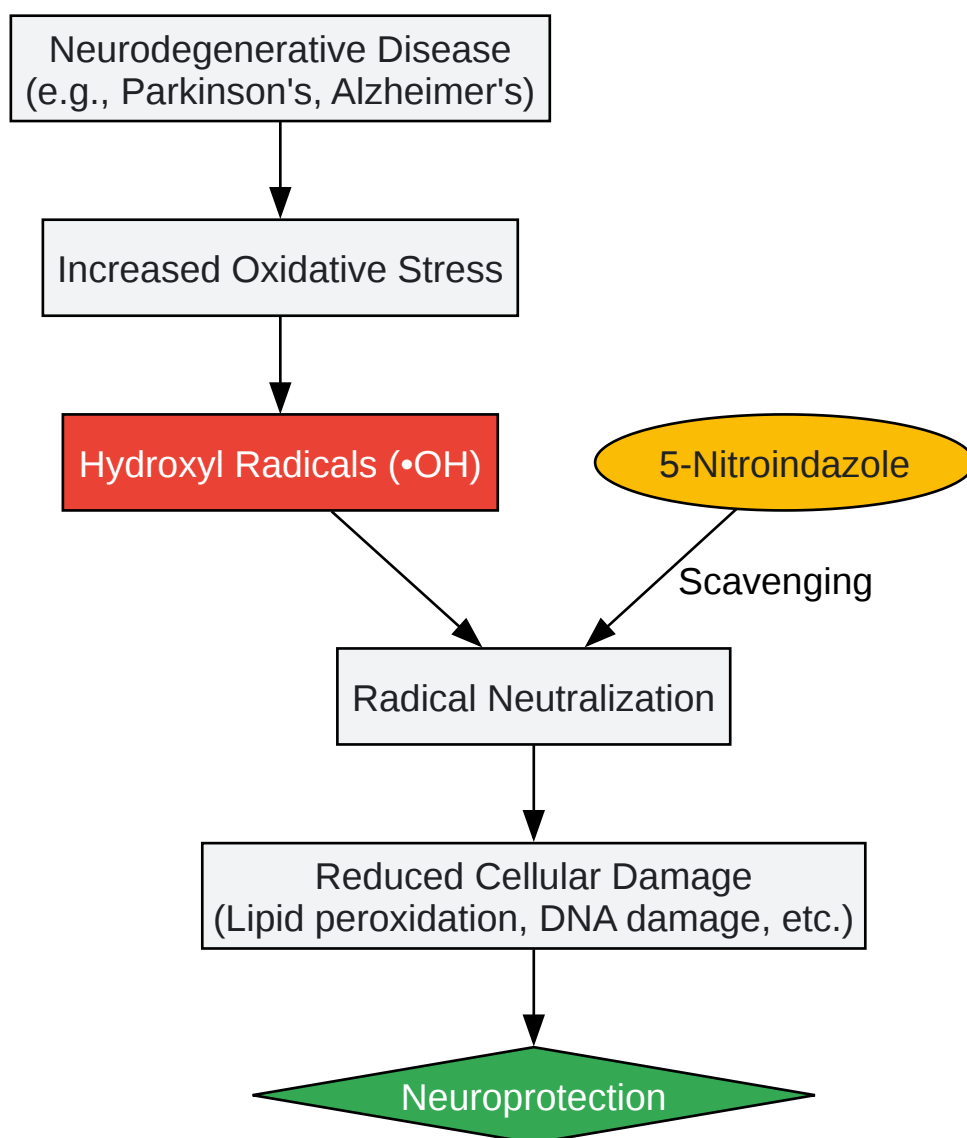 Neurodegenerative Disease
(e.g., Parkinson's, Alzheimer's)
Increased Oxidative Stress
Hydroxyl Radicals (•OH)
5-Nitroindazole
Scavenging
Radical Neutralization
Reduced Cellular Damage
(Lipid peroxidation, DNA damage, etc.)
Neuroprotection